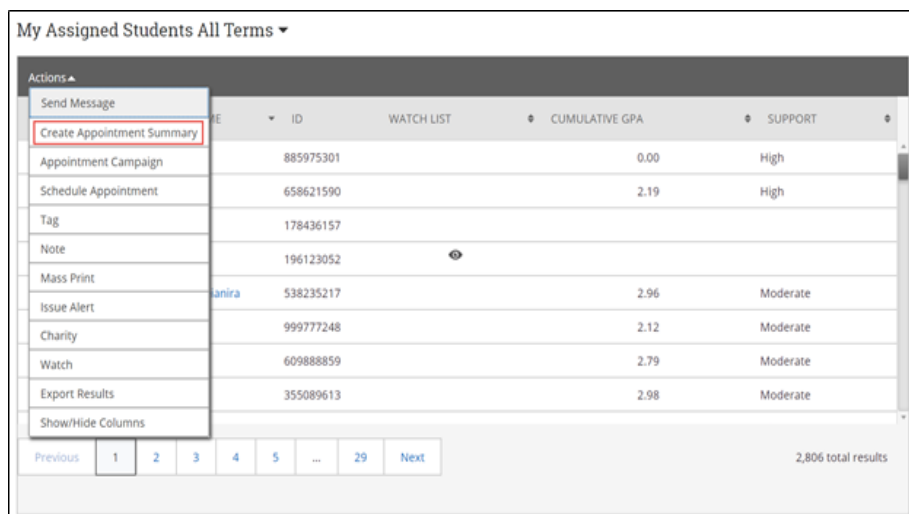 My Assigned Students All Terms
Actions
Send Message
ME ID WATCH LIST CUMULATIVE GPA SUPPORT
Create Appointment Summary
Appointment Campaign 885975301 0.00 High
Schedule Appointment 658621590 2.19 High
Tag 178436157
Note 196123052
Mass Print
ianira 538235217 2.96 Moderate
Issue Alert
Charity 999777248 2.12 Moderate
Watch 609888859 2.79 Moderate
Export Results 355089613 2.98 Moderate
Show/Hide Columns
Previous 1 2 3 4 5 ... 29 Next 2,806 total results